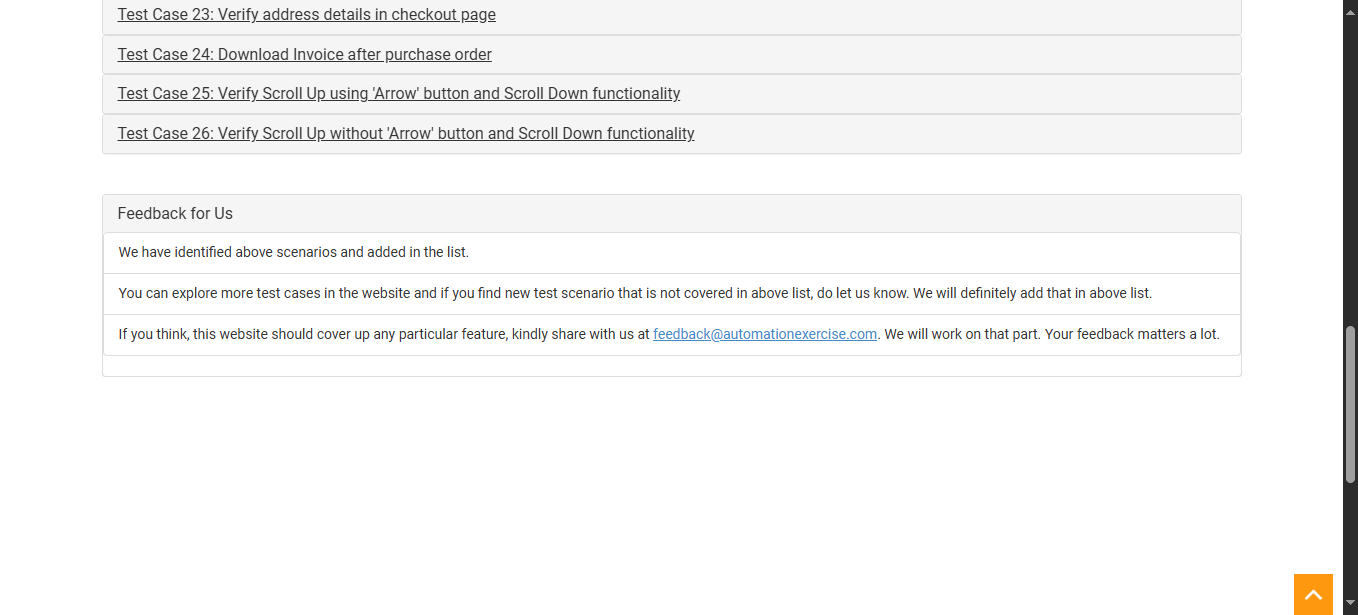 Test Case 23: Verify address details in checkout page
Test Case 24: Download Invoice after purchase order
Test Case 25: Verify Scroll Up using 'Arrow' button and Scroll Down functionality
Test Case 26: Verify Scroll Up without 'Arrow' button and Scroll Down functionality
Feedback for Us
We have identified above scenarios and added in the list.
You can explore more test cases in the website and if you find new test scenario that is not covered in above list, do let us know. We will definitely add that in above list.
If you think, this website should cover up any particular feature, kindly share with us at feedback@automationexercise.com. We will work on that part. Your feedback matters a lot.